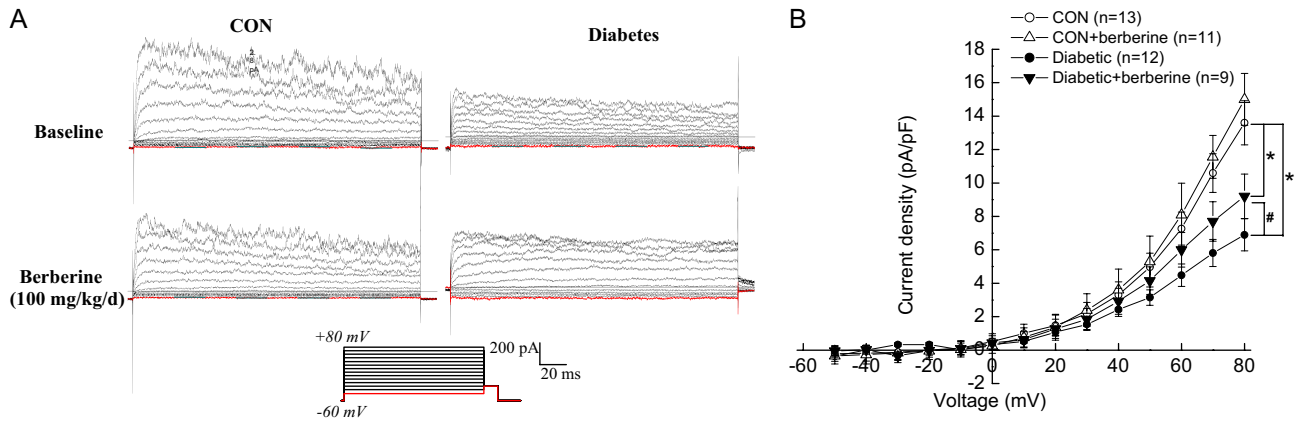 A
CON
Diabetes
Baseline
Berberine
(100 mg/kg/d)
+80 mV
200 pA
20 ms
-60 mV
B
CON (n=13)
CON+berberine (n=11)
Diabetic (n=12)
Diabetic+berberine (n=9)
Current density (pA/pF)
18
16
14
12
10
8
6
4
2
0
-2
-60 -40 -20 0 20 40 60 80
Voltage (mV)
*
*
#